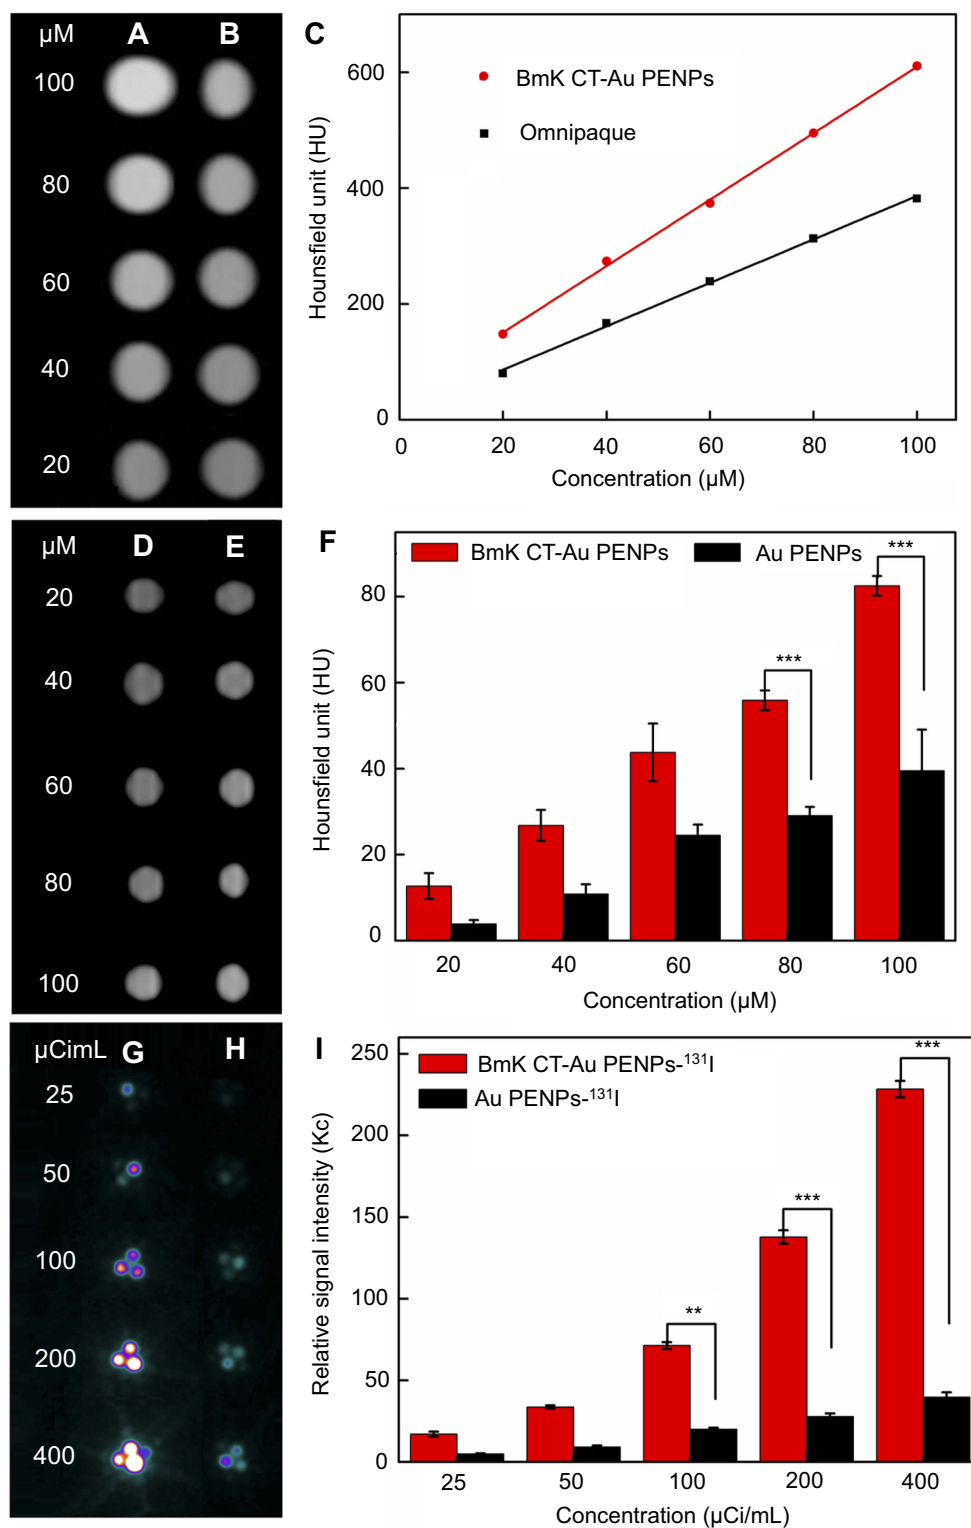 µM A B
100
80
60
40
20
C
BmK CT-Au PENPs
Omnipaque
Hounsfield unit (HU)
600
400
200
0
0 20 40 60 80 100
Concentration (µM)
µM D E
20
40
60
80
100
F
BmK CT-Au PENPs Au PENPs
***
***
Hounsfield unit (HU)
80
60
40
20
0
20 40 60 80 100
Concentration (µM)
µCimL G H
25
50
100
200
400
I
BmK CT-Au PENPs-¹³¹I
Au PENPs-¹³¹I
***
***
**
Relative signal intensity (Kc)
250
200
150
100
50
0
25 50 100 200 400
Concentration (µCi/mL)